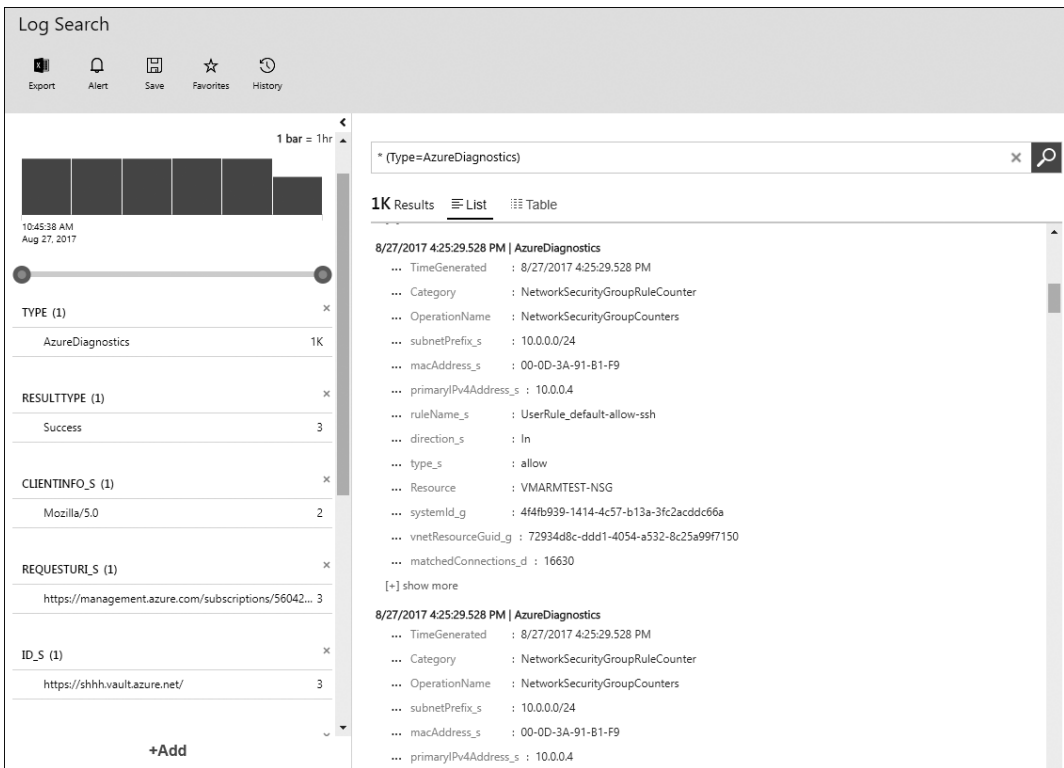 Log Search
Export Alert Save Favorites History
1 bar = 1hr
10:45:38 AM
Aug 27, 2017
TYPE (1)
AzureDiagnostics 1K
RESULTTYPE (1)
Success 3
CLIENTINFO_S (1)
Mozilla/5.0 2
REQUESTURI_S (1)
https://management.azure.com/subscriptions/56042... 3
ID_S (1)
https://shhh.vault.azure.net/ 3
+Add
* (Type=AzureDiagnostics)
1K Results List Table
8/27/2017 4:25:29.528 PM | AzureDiagnostics
... TimeGenerated : 8/27/2017 4:25:29.528 PM
... Category : NetworkSecurityGroupRuleCounter
... OperationName : NetworkSecurityGroupCounters
... subnetPrefix_s : 10.0.0.0/24
... macAddress_s : 00-0D-3A-91-B1-F9
... primaryIPv4Address_s : 10.0.0.4
... ruleName_s : UserRule_default-allow-ssh
... direction_s : In
... type_s : allow
... Resource : VMARMTEST-NSG
... systemId_g : 4f4fb939-1414-4c57-b13a-3fc2acddc66a
... vnetResourceGuid_g : 72934d8c-ddd1-4054-a532-8c25a99f7150
... matchedConnections_d : 16630
[+] show more
8/27/2017 4:25:29.528 PM | AzureDiagnostics
... TimeGenerated : 8/27/2017 4:25:29.528 PM
... Category : NetworkSecurityGroupRuleCounter
... OperationName : NetworkSecurityGroupCounters
... subnetPrefix_s : 10.0.0.0/24
... macAddress_s : 00-0D-3A-91-B1-F9
... primaryIPv4Address_s : 10.0.0.4